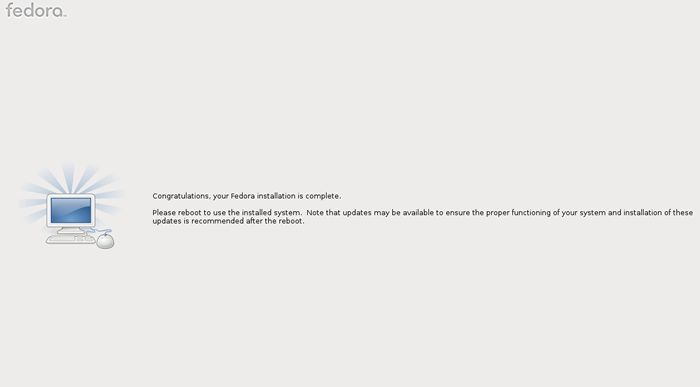 fedora
Congratulations, your Fedora installation is complete.
Please reboot to use the installed system.  Note that updates may be available to ensure the proper functioning of your system and installation of these
updates is recommended after the reboot.